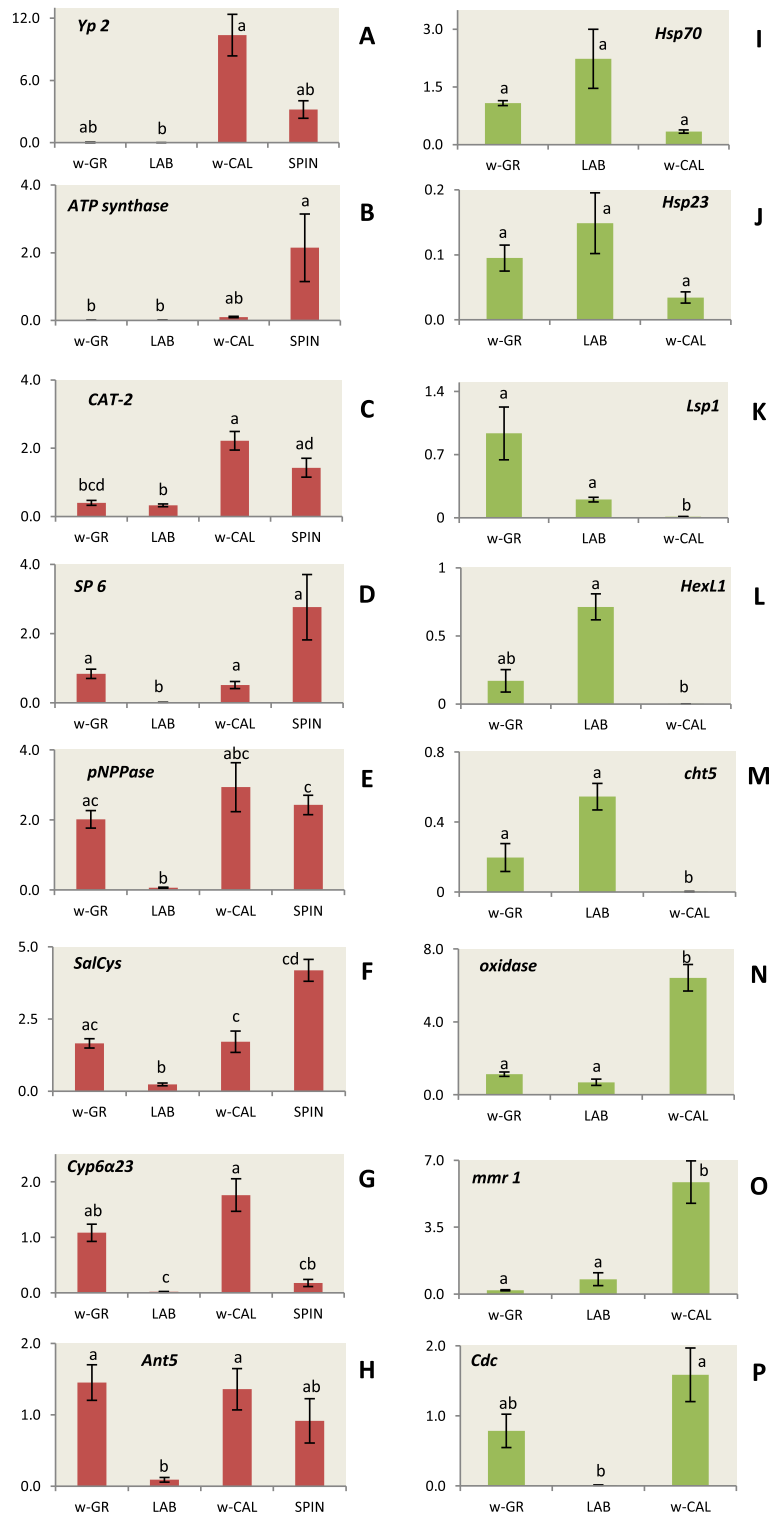 Yp 2
A
12.0
6.0
0.0
ab
b
a
ab
w-GR LAB w-CAL SPIN
ATP synthase
B
4.0
2.0
0.0
b
b
ab
a
w-GR LAB w-CAL SPIN
CAT-2
C
4.0
2.0
0.0
bcd
b
a
ad
w-GR LAB w-CAL SPIN
SP 6
D
4.0
2.0
0.0
a
b
a
a
w-GR LAB w-CAL SPIN
pNPPase
E
4.0
2.0
0.0
ac
b
abc
c
w-GR LAB w-CAL SPIN
SalCys
F
5.0
2.5
0.0
ac
b
c
cd
w-GR LAB w-CAL SPIN
Cyp6α23
G
2.0
1.0
0.0
ab
c
a
cb
w-GR LAB w-CAL SPIN
Ant5
H
2.0
1.0
0.0
a
b
a
ab
w-GR LAB w-CAL SPIN
Hsp70
I
3.0
1.5
0.0
a
a
a
w-GR LAB w-CAL
Hsp23
J
0.2
0.1
0.0
a
a
a
w-GR LAB w-CAL
Lsp1
K
1.4
0.7
0
a
a
b
w-GR LAB w-CAL
HexL1
L
1
0.5
0
ab
a
b
w-GR LAB w-CAL
cht5
M
0.8
0.4
0
a
a
b
w-GR LAB w-CAL
oxidase
N
8.0
4.0
0.0
a
a
b
w-GR LAB w-CAL
mmr 1
O
7.0
3.5
0.0
a
a
b
w-GR LAB w-CAL
Cdc
P
2.0
1.0
0.0
ab
b
a
w-GR LAB w-CAL